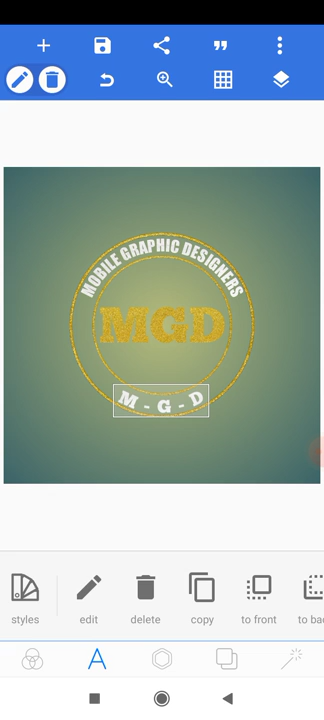 MOBILE GRAPHIC DESIGNERS
MGD
M - G - D
styles
edit
delete
copy
to front
to bac